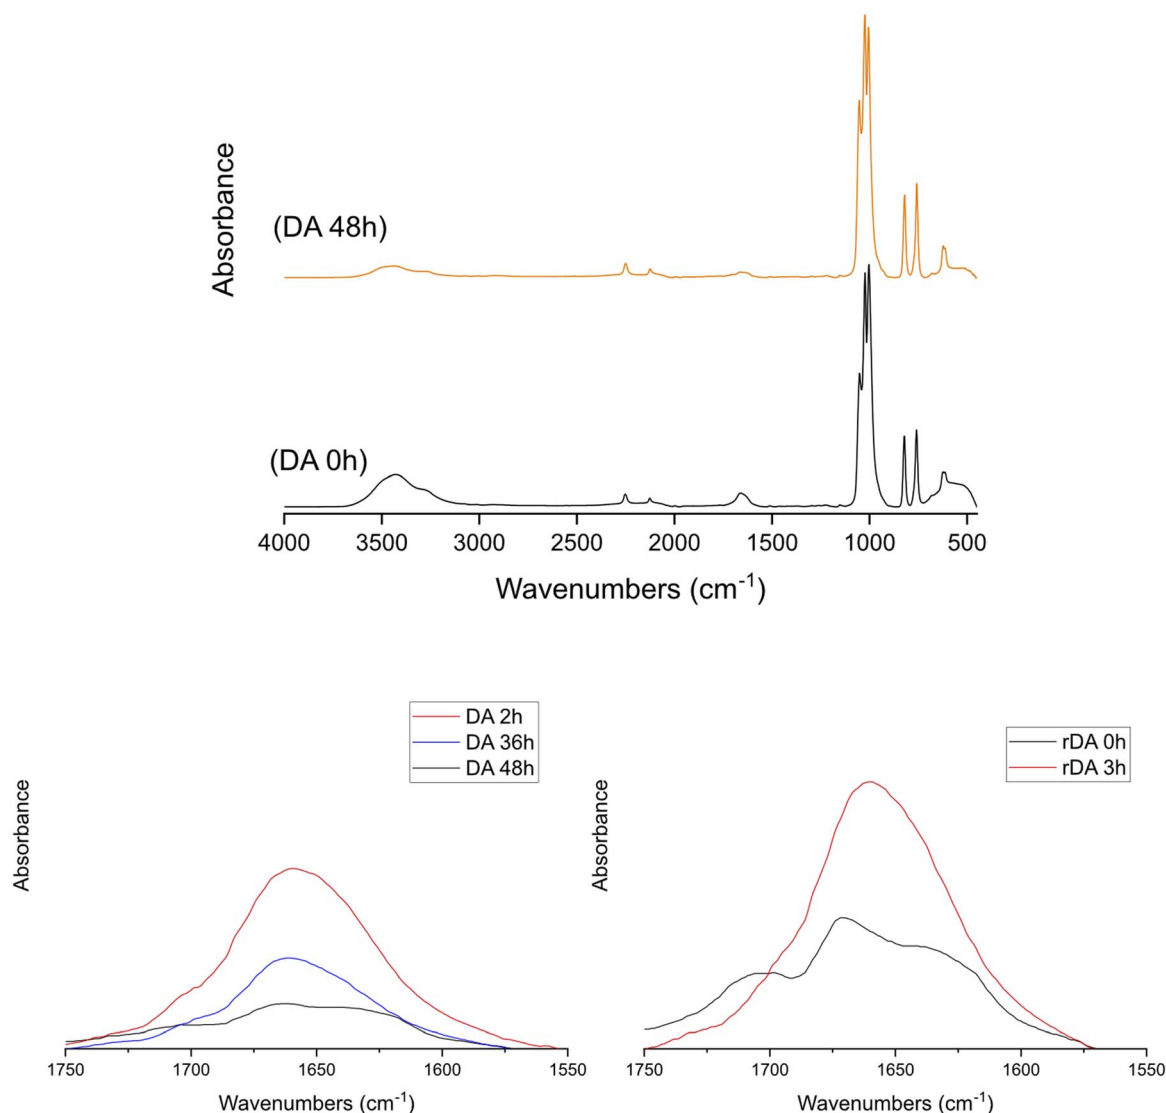 Absorbance
(DA 48h)
(DA 0h)
4000 3500 3000 2500 2000 1500 1000 500
Wavenumbers (cm-1)
Absorbance
DA 2h
DA 36h
DA 48h
1750 1700 1650 1600 1550
Wavenumbers (cm-1)
Absorbance
rDA 0h
rDA 3h
1750 1700 1650 1600 1550
Wavenumbers (cm-1)